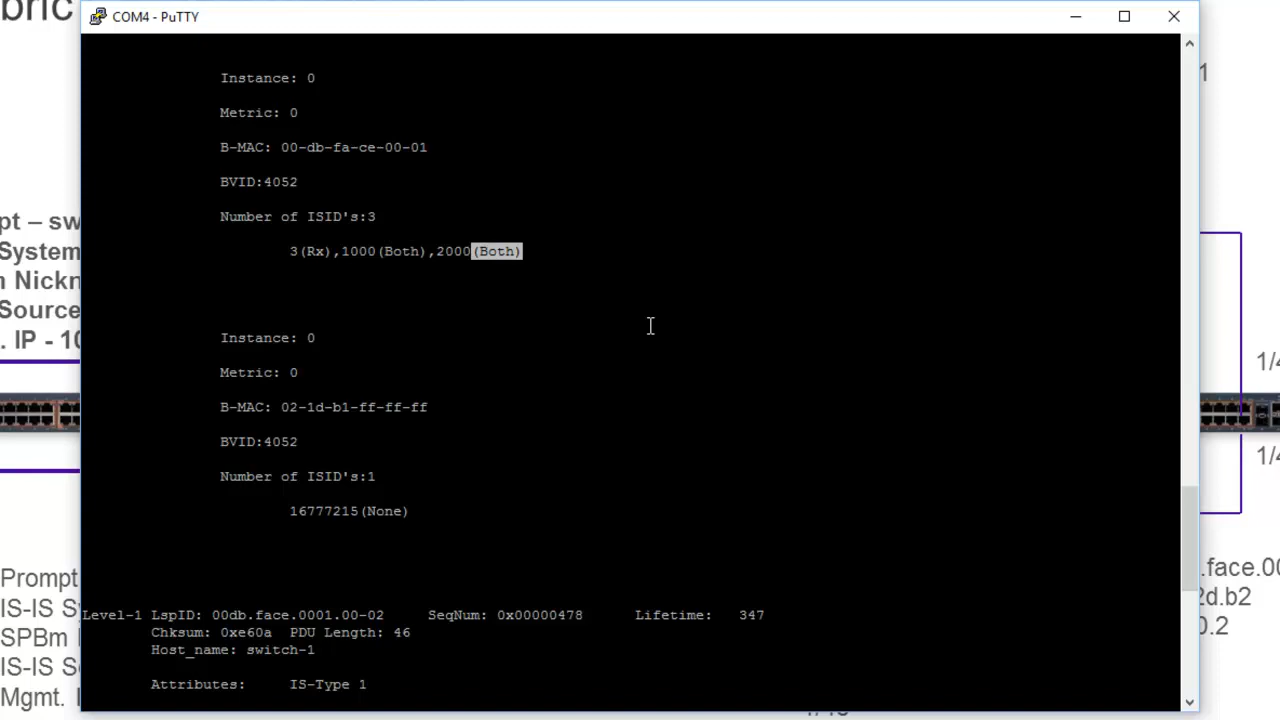 bric
COM4 - PuTTY
Instance: 0
Metric: 0
B-MAC: 00-db-fa-ce-00-01
BVID:4052
Number of ISID's:3
3(Rx),1000(Both),2000(Both)
Instance: 0
Metric: 0
B-MAC: 02-1d-b1-ff-ff-ff
BVID:4052
Number of ISID's:1
16777215(None)
Level-1 LspID: 00db.face.0001.00-02 SeqNum: 0x00000478 Lifetime: 347
Chksum: 0xe60a PDU Length: 46
Host_name: switch-1
Attributes: IS-Type 1
pt – sw
System
m Nickn
Source
. IP - 10
Prompt
IS-IS Sy
SPBm
IS-IS So
Mgmt. I
1
1/4
1/4
.face.00
2d.b2
0.2